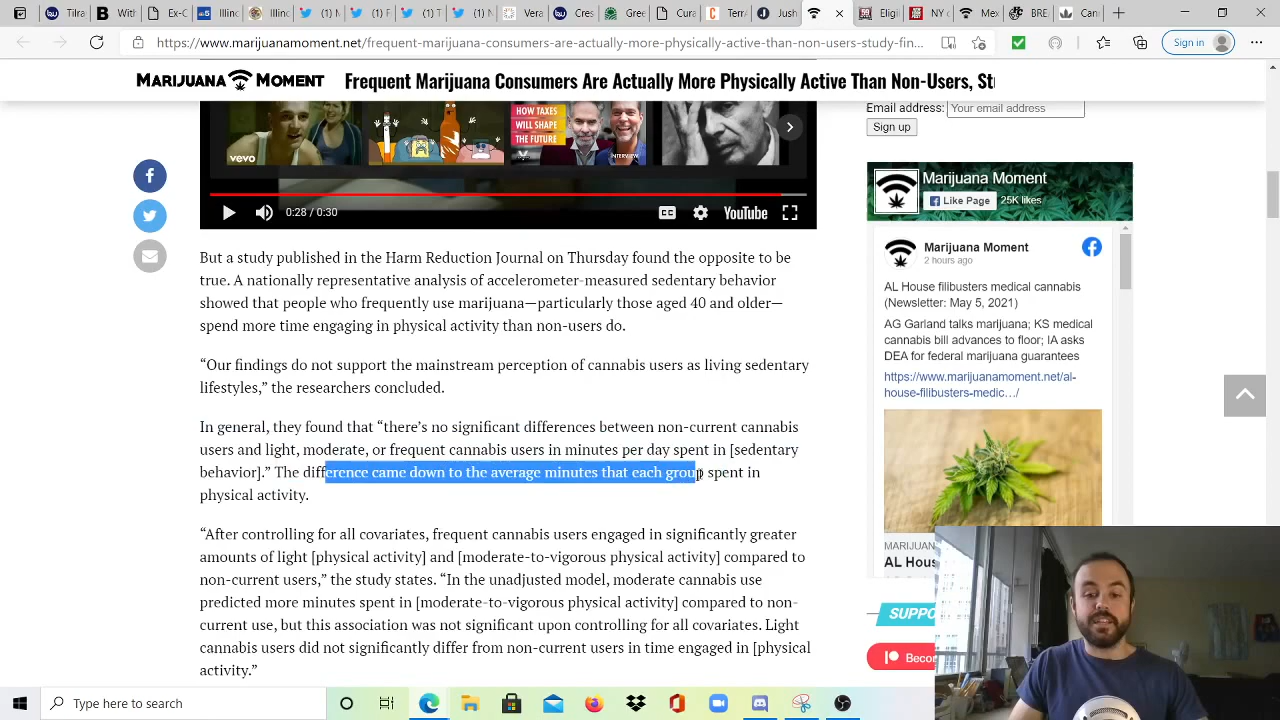 Tira
B
(1) T
(1) T
Cou
Cou
C
Just
NC
https://www.marijuanamoment.net/frequent-marijuana-consumers-are-actually-more-physically-active-than-non-users-study-fin...
Sign in
MARIJUANA MOMENT
Frequent Marijuana Consumers Are Actually More Physically Active Than Non-Users, St
Email address:
Your email address
Sign up
vevo
HOW TAXES
WILL SHAPE
THE FUTURE
INTERVIEW
0:28 / 0:30
CC
YouTube
Marijuana Moment
Like Page
25K likes
Marijuana Moment
2 hours ago
AL House filibusters medical cannabis
(Newsletter: May 5, 2021)
AG Garland talks marijuana; KS medical
cannabis bill advances to floor; IA asks
DEA for federal marijuana guarantees
https://www.marijuanamoment.net/al-
house-filibusters-medic…/
MARIJUAN
AL Hous
SUPPO
Beco
But a study published in the Harm Reduction Journal on Thursday found the opposite to be
true. A nationally representative analysis of accelerometer-measured sedentary behavior
showed that people who frequently use marijuana—particularly those aged 40 and older—
spend more time engaging in physical activity than non-users do.
“Our findings do not support the mainstream perception of cannabis users as living sedentary
lifestyles,” the researchers concluded.
In general, they found that “there’s no significant differences between non-current cannabis
users and light, moderate, or frequent cannabis users in minutes per day spent in [sedentary
behavior].” The difference came down to the average minutes that each group spent in
physical activity.
“After controlling for all covariates, frequent cannabis users engaged in significantly greater
amounts of light [physical activity] and [moderate-to-vigorous physical activity] compared to
non-current users,” the study states. “In the unadjusted model, moderate cannabis use
predicted more minutes spent in [moderate-to-vigorous physical activity] compared to non-
current use, but this association was not significant upon controlling for all covariates. Light
cannabis users did not significantly differ from non-current users in time engaged in [physical
activity.”
Type here to search